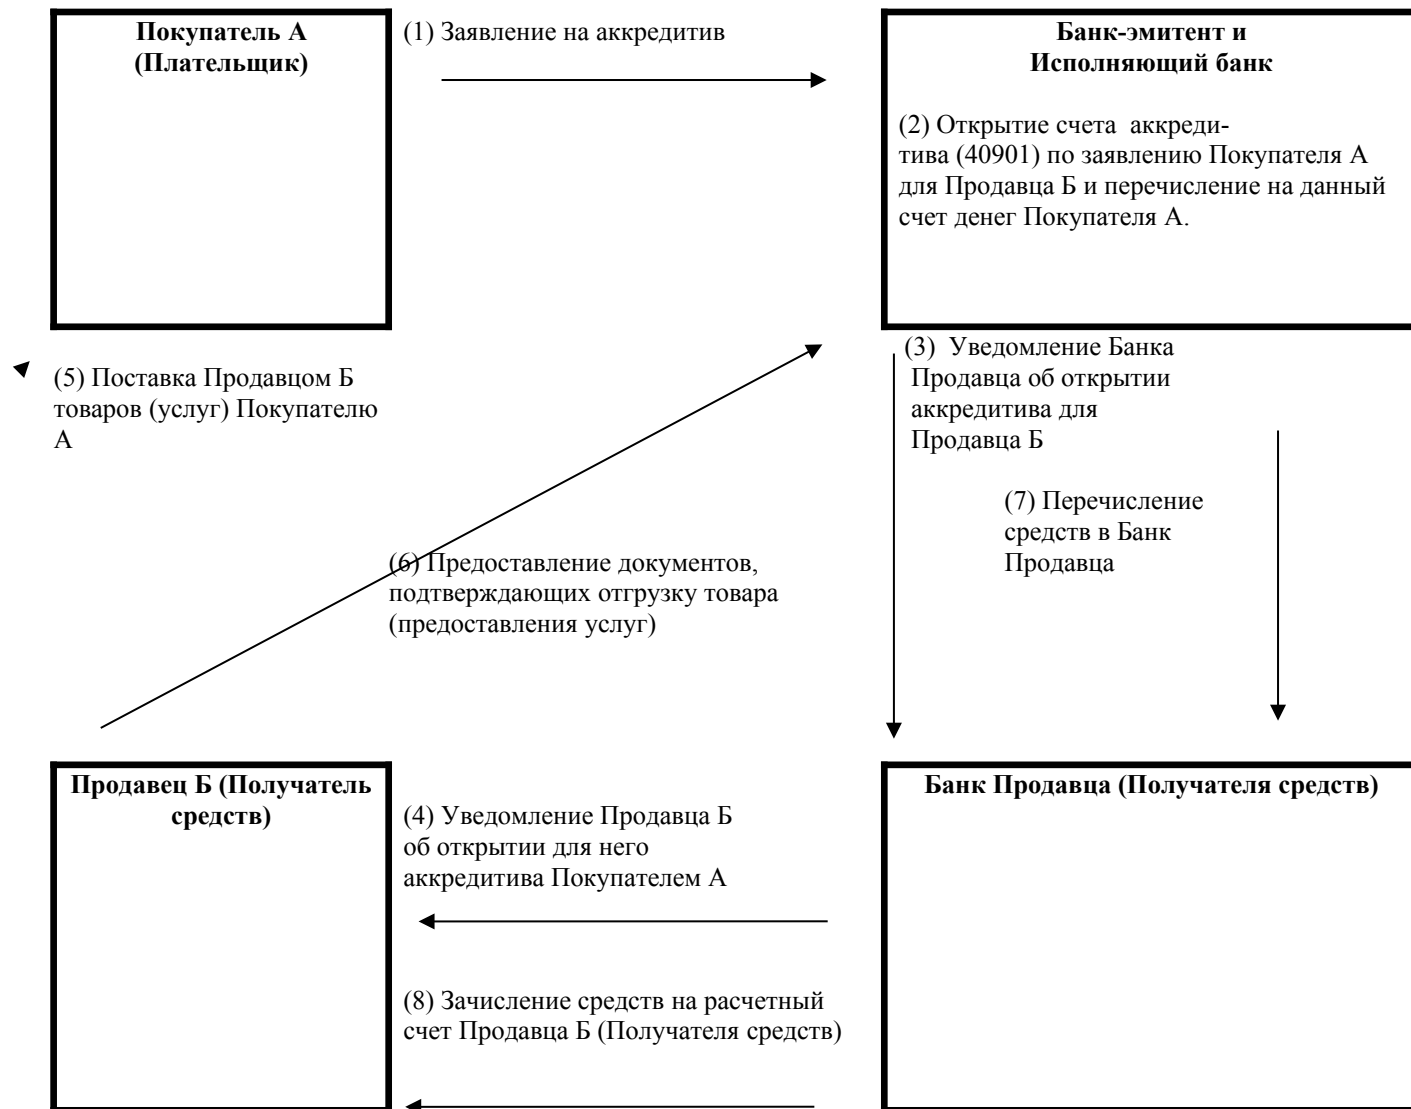 Покупатель А
(Плательщик)
(1) Заявление на аккредитив
Банк-эмитент и
Исполняющий банк
(2) Открытие счета  аккреди-
тива (40901) по заявлению Покупателя А
для Продавца Б и перечисление на данный
счет денег Покупателя А.
(5) Поставка Продавцом Б
товаров (услуг) Покупателю
А
(3)  Уведомление Банка
Продавца об открытии
аккредитива для
Продавца Б
(7) Перечисление
средств в Банк
Продавца
(6) Предоставление документов,
подтверждающих отгрузку товара
(предоставления услуг)
Продавец Б (Получатель
средств)
(4) Уведомление Продавца Б
об открытии для него
аккредитива Покупателем А
(8) Зачисление средств на расчетный
счет Продавца Б (Получателя средств)
Банк Продавца (Получателя средств)